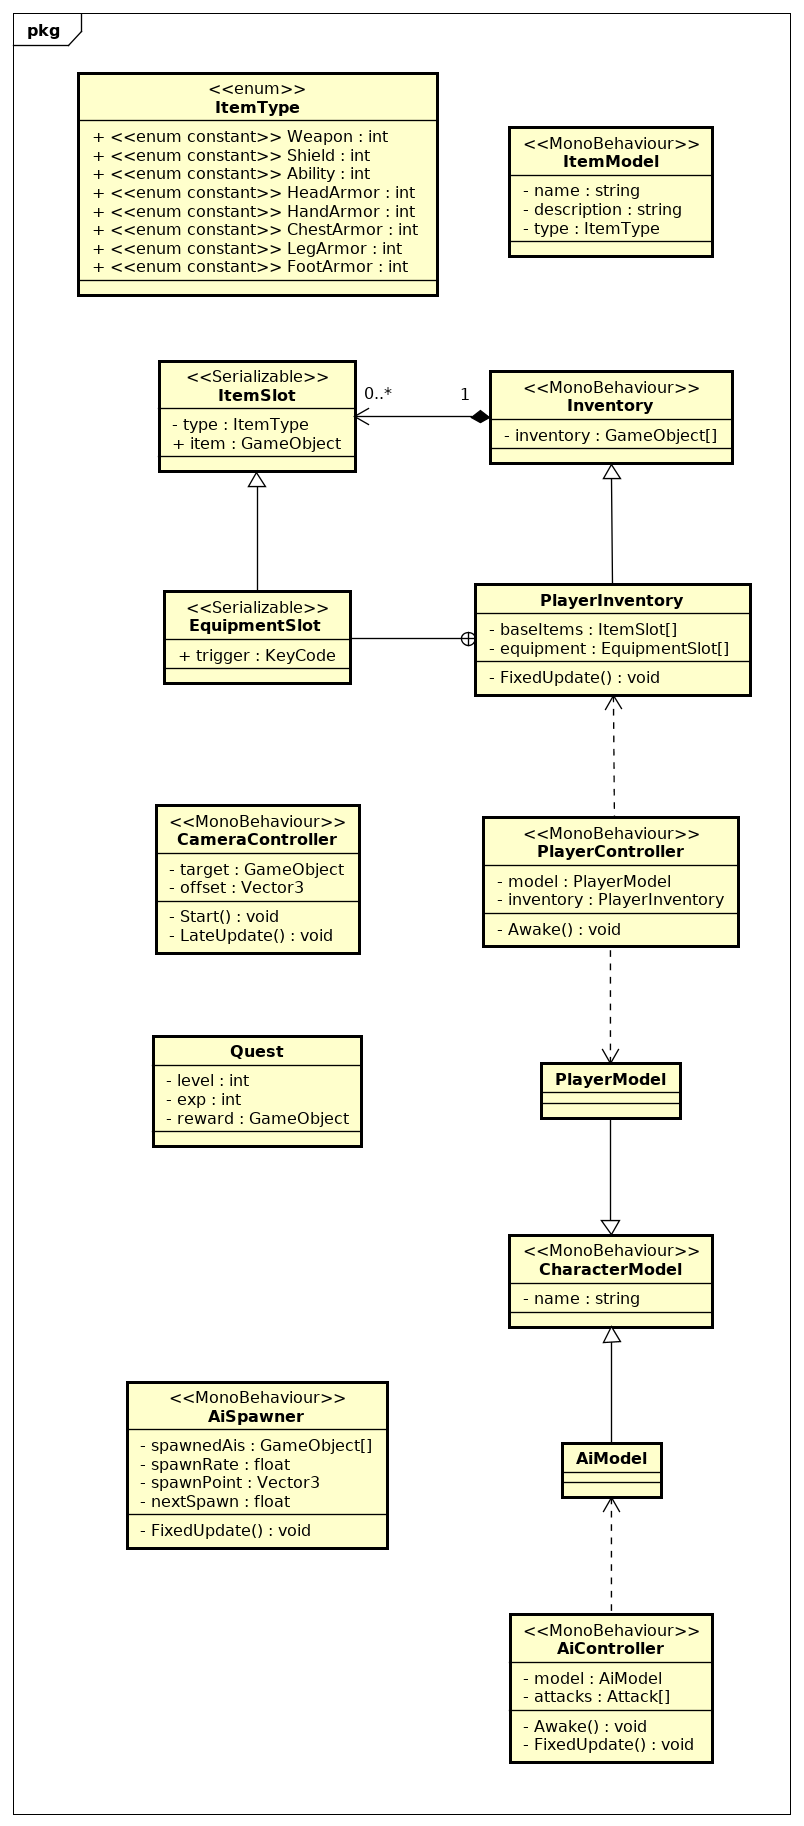 pkg
<<enum>>
ItemType
+ <<enum constant>> Weapon : int
+ <<enum constant>> Shield : int
+ <<enum constant>> Ability : int
+ <<enum constant>> HeadArmor : int
+ <<enum constant>> HandArmor : int
+ <<enum constant>> ChestArmor : int
+ <<enum constant>> LegArmor : int
+ <<enum constant>> FootArmor : int
<<MonoBehaviour>>
ItemModel
- name : string
- description : string
- type : ItemType
<<Serializable>>
ItemSlot
- type : ItemType
+ item : GameObject
0..*
1
<<MonoBehaviour>>
Inventory
- inventory : GameObject[]
<<Serializable>>
EquipmentSlot
+ trigger : KeyCode
PlayerInventory
- baseItems : ItemSlot[]
- equipment : EquipmentSlot[]
- FixedUpdate() : void
<<MonoBehaviour>>
CameraController
- target : GameObject
- offset : Vector3
- Start() : void
- LateUpdate() : void
<<MonoBehaviour>>
PlayerController
- model : PlayerModel
- inventory : PlayerInventory
- Awake() : void
Quest
- level : int
- exp : int
- reward : GameObject
PlayerModel
<<MonoBehaviour>>
CharacterModel
- name : string
<<MonoBehaviour>>
AiSpawner
- spawnedAis : GameObject[]
- spawnRate : float
- spawnPoint : Vector3
- nextSpawn : float
- FixedUpdate() : void
AiModel
<<MonoBehaviour>>
AiController
- model : AiModel
- attacks : Attack[]
- Awake() : void
- FixedUpdate() : void